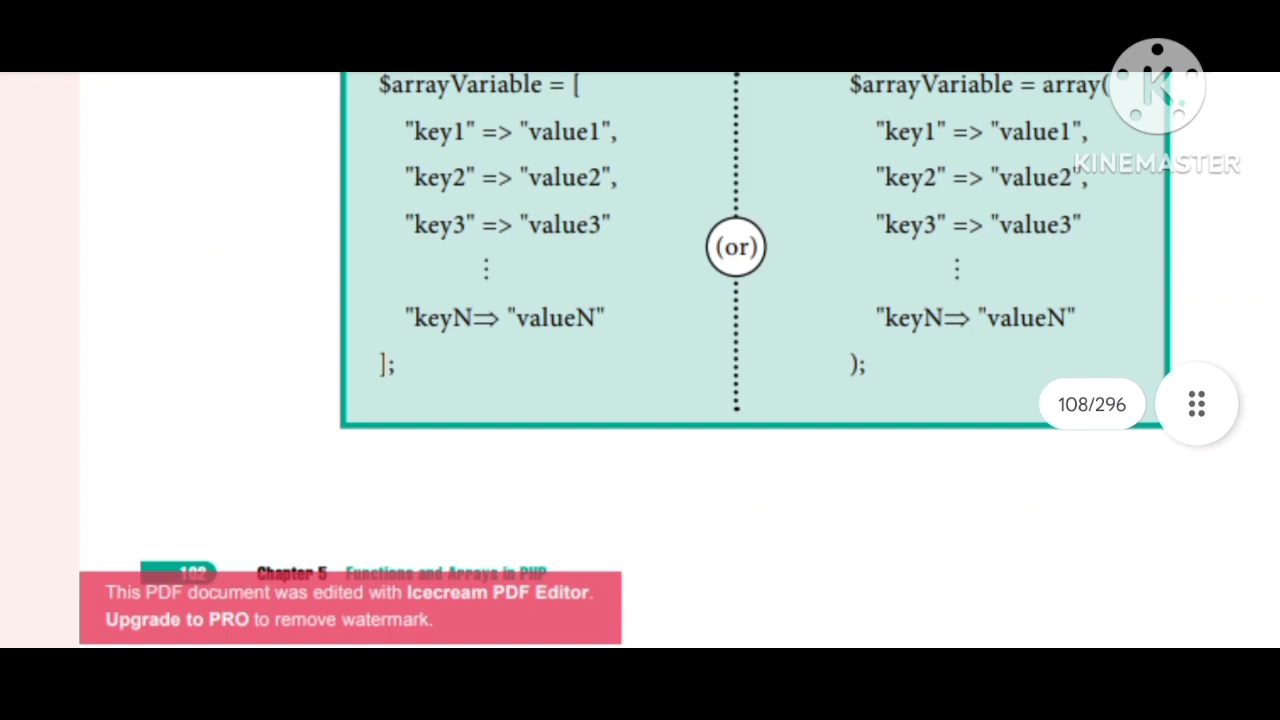 $arrayVariable = [
"key1" => "value1",
"key2" => "value2",
"key3" => "value3"
⋮
"keyN⇒ "valueN"
];
(or)
$arrayVariable = array(
"key1" => "value1",
"key2" => "value2",
"key3" => "value3"
⋮
"keyN⇒ "valueN"
);
KINEMASTER
108/296
102 Chapter 5 Functions and Arrays in PHP
This PDF document was edited with Icecream PDF Editor.
Upgrade to PRO to remove watermark.